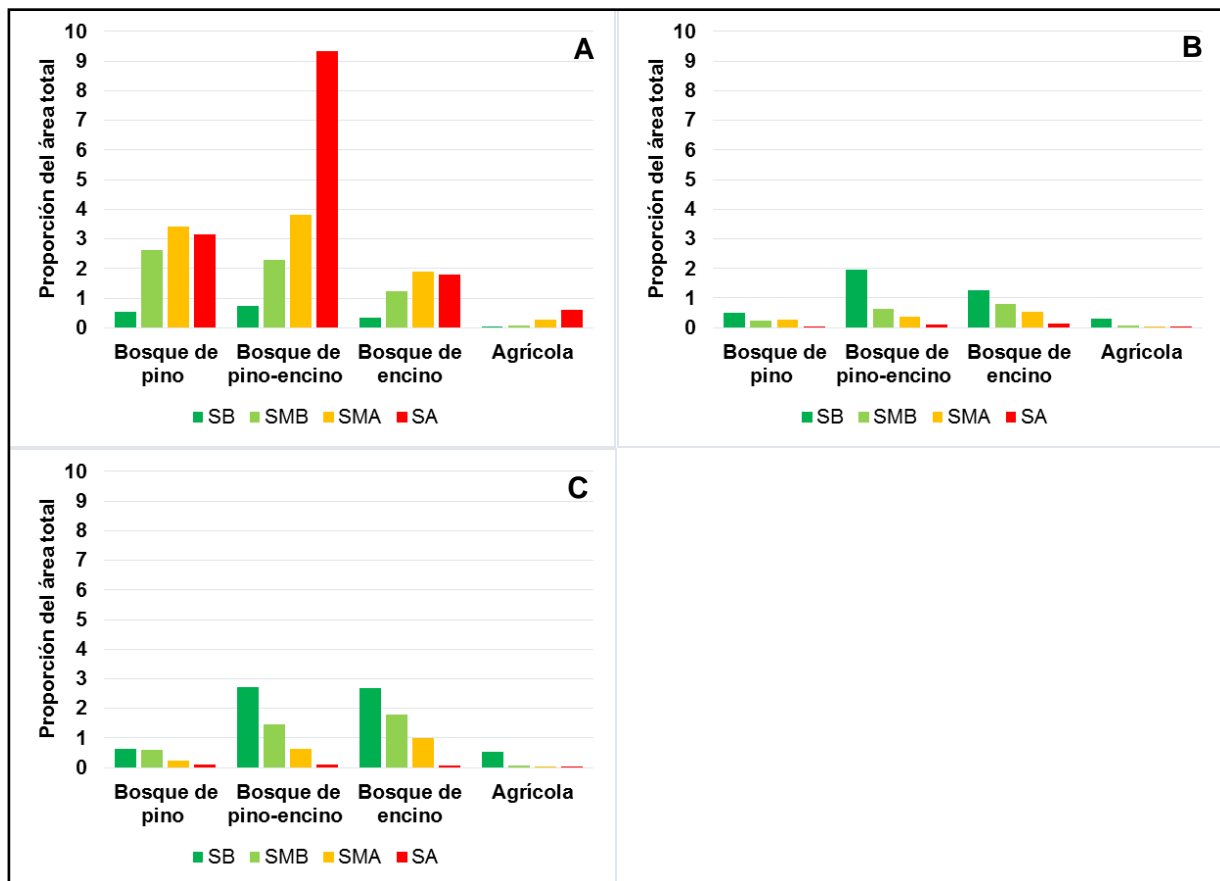 A
Proporción del área total
10
9
8
7
6
5
4
3
2
1
0
Bosque de pino
Bosque de pino-encino
Bosque de encino
Agrícola
SB SMB SMA SA
B
Proporción del área total
10
9
8
7
6
5
4
3
2
1
0
Bosque de pino
Bosque de pino-encino
Bosque de encino
Agrícola
SB SMB SMA SA
C
Proporción del área total
10
9
8
7
6
5
4
3
2
1
0
Bosque de pino
Bosque de pino-encino
Bosque de encino
Agrícola
SB SMB SMA SA